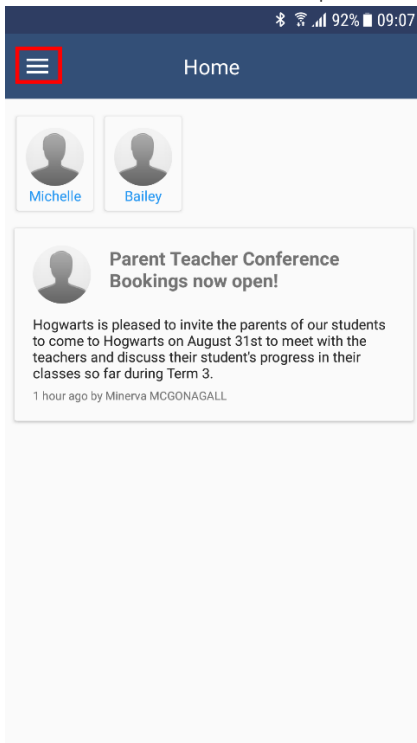 92% 09:07
Home
Michelle Bailey
Parent Teacher Conference
Bookings now open!
Hogwarts is pleased to invite the parents of our students
to come to Hogwarts on August 31st to meet with the
teachers and discuss their student's progress in their
classes so far during Term 3.
1 hour ago by Minerva MCGONAGALL